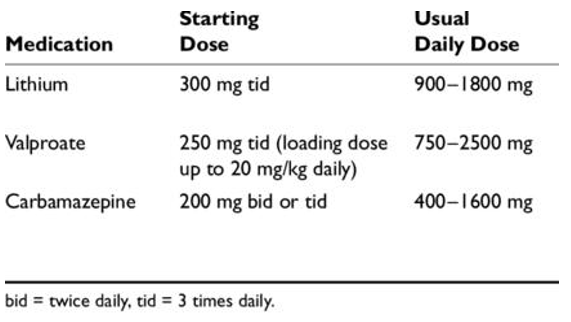 Medication Starting Dose Usual Daily Dose
Lithium 300 mg tid 900–1800 mg
Valproate 250 mg tid (loading dose 750–2500 mg
up to 20 mg/kg daily)
Carbamazepine 200 mg bid or tid 400–1600 mg
bid = twice daily, tid = 3 times daily.